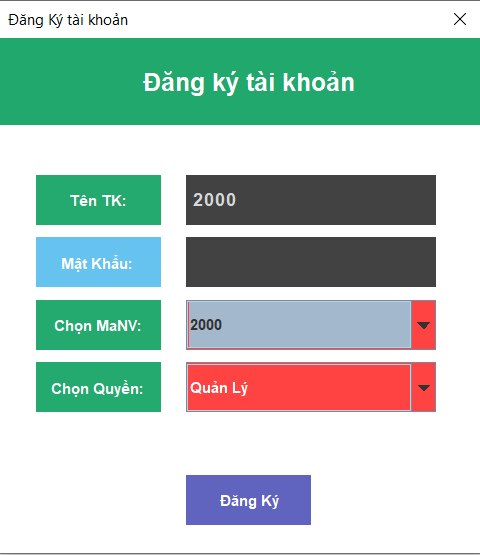 Đăng Ký tài khoản
Đăng ký tài khoản
Tên TK:
2000
Mật Khẩu:
Chọn MaNV:
2000
Chọn Quyền:
Quản Lý
Đăng Ký